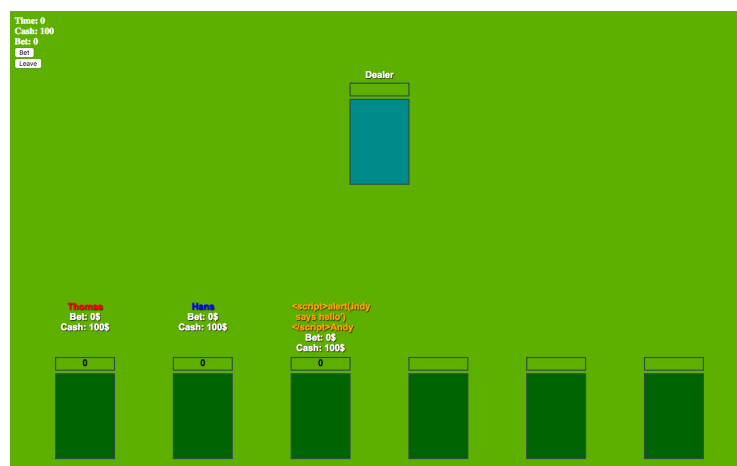 Time: 0
Cash: 100
Bet: 0
Bet
Leave
Dealer
Thomas
Bet: 0$
Cash: 100$
0
Hans
Bet: 0$
Cash: 100$
0
<script>alert(‚Andy
says hello')
</script>Andy
Bet: 0$
Cash: 100$
0